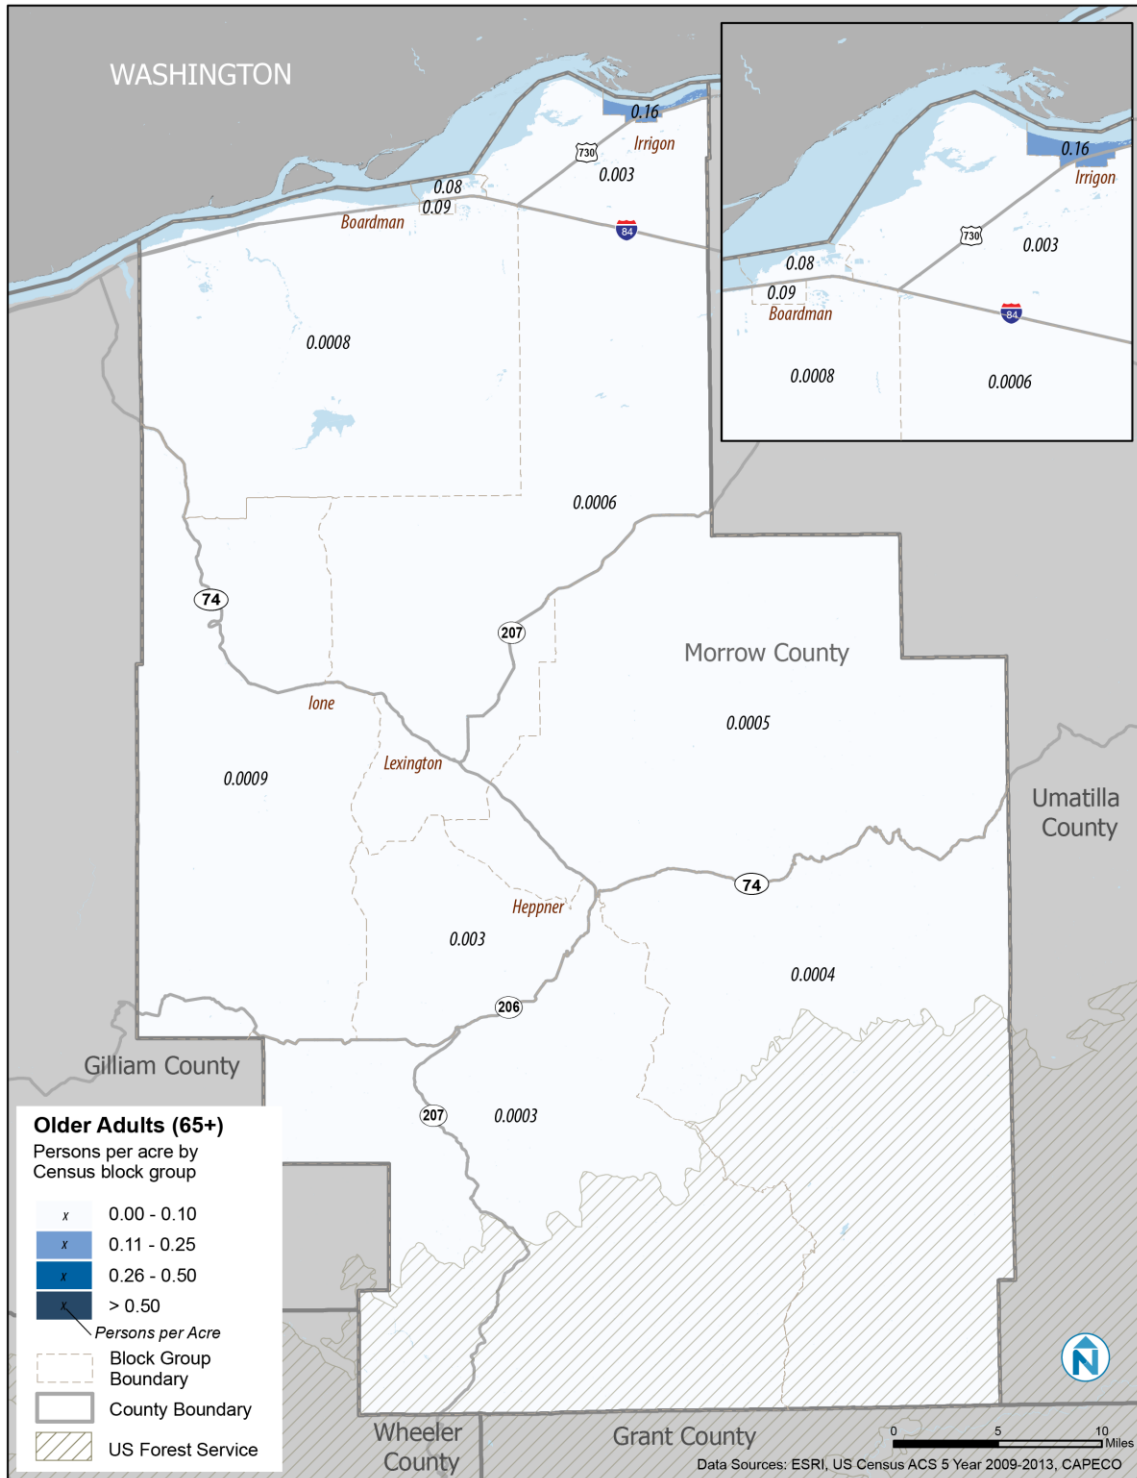 WASHINGTON
0.16
Irrigon
730
0.003
0.08
0.09
Boardman
84
0.0008
0.0006
74
207
Morrow County
Ione
0.0005
Lexington
0.0009
Umatilla
County
74
Heppner
0.003
0.0004
206
Gilliam County
207
0.0003
Wheeler
County
Grant County
0.16
Irrigon
730
0.003
0.08
0.09
Boardman
84
0.0008
0.0006
Older Adults (65+)
Persons per acre by
Census block group
x 0.00 - 0.10
x 0.11 - 0.25
x 0.26 - 0.50
x > 0.50
Persons per Acre
Block Group
Boundary
County Boundary
US Forest Service
N
0 5 10
Miles
Data Sources: ESRI, US Census ACS 5 Year 2009-2013, CAPECO